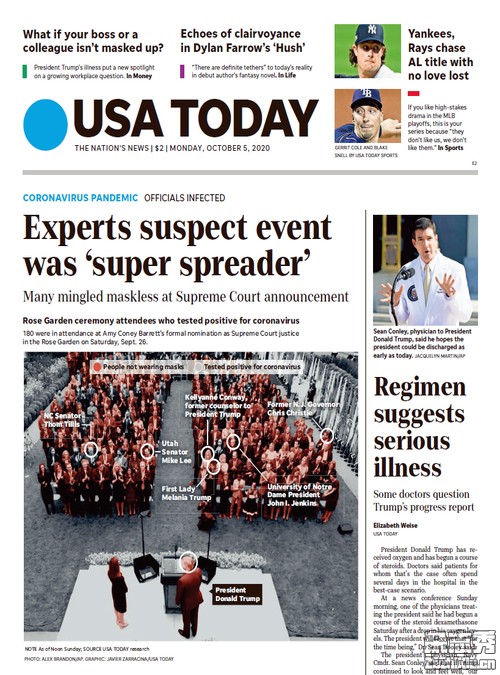 What if your boss or a
colleague isn't masked up?
President Trump's illness put a new spotlight
on a growing workplace question. In Money
Echoes of clairvoyance
in Dylan Farrow's 'Hush'
"There are definite tethers" to today's reality
in debut author's fantasy novel. In Life
Yankees,
Rays chase
AL title with
no love lost
If you like high-stakes
drama in the MLB
playoffs, this is your
series because "they
don't like us, we don't
like them." In Sports
GERRIT COLE AND BLAKE
SNELL BY USA TODAY SPORTS
E2
USA TODAY
THE NATION'S NEWS | $2 | MONDAY, OCTOBER 5, 2020
CORONAVIRUS PANDEMIC OFFICIALS INFECTED
Experts suspect event
was 'super spreader'
Many mingled maskless at Supreme Court announcement
Rose Garden ceremony attendees who tested positive for coronavirus
180 were in attendance at Amy Coney Barrett's formal nomination as Supreme Court justice
in the Rose Garden on Saturday, Sept. 26.
People not wearing masks
Tested positive for coronavirus
NC Senator
Thom Tillis
Utah
Senator
Mike Lee
Kellyanne Conway,
former counselor to
President Trump
Former N.J. Governor
Chris Christie
First Lady
Melania Trump
University of Notre
Dame President
John I. Jenkins
President
Donald Trump
NOTE As of Noon Sunday; SOURCE USA TODAY research
PHOTO: ALEX BRANDON/AP; GRAPHIC: JAVIER ZARRACINA/USA TODAY
Sean Conley, physician to President
Donald Trump, said he hopes the
president could be discharged as
early as today. JACQUELYN MARTIN/AP
Regimen
suggests
serious
illness
Some doctors question
Trump's progress report
Elizabeth Weise
USA TODAY
President Donald Trump has re-
ceived oxygen and has begun a course
of steroids. Doctors said patients for
whom that's the case often spend
several days in the hospital in the
best-case scenario.
At a news conference Sunday
morning, one of the physicians treat-
ing the president said he had begun a
course of the steroid dexamethasone
Saturday after a drop in his oxygen lev-
els. The president will
the time being," Dr. Sean Dooley said.
The president
Cmdr. Sean Conley, said
continued to look and feel well, "our